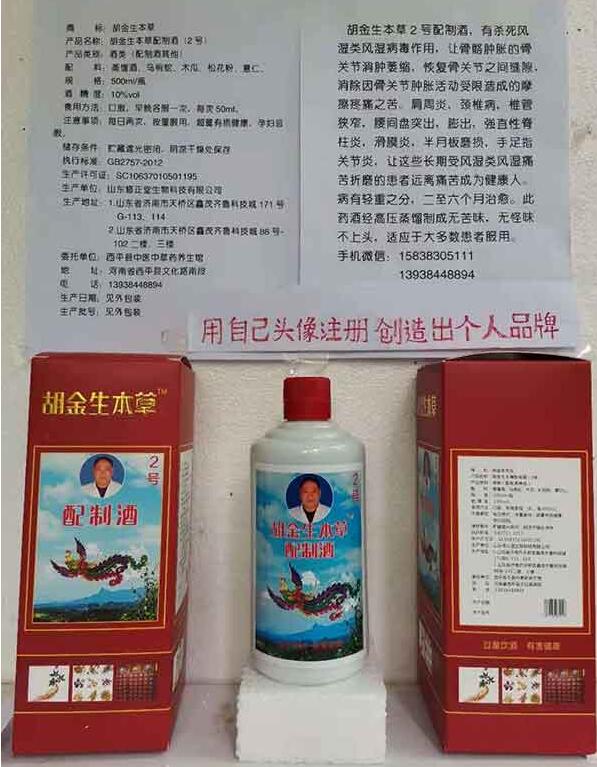 商 标：胡金生本草
产品名称：胡金生本草配制酒（2号）
产品类别：酒类（配制酒其他）
配 料：蒸馏酒、乌梢蛇、木瓜、松花粉、薏仁、
规 格：500ml/瓶
酒 精 度：10%vol
食用方法：口服，早晚各服一次，每次50ml。
注意事项：每日两次，按量服用，超量有损健康，孕妇忌
服。
储存条件：贮藏遮光密闭，阴凉干燥处保存
执行标准：GB2757-2012
生产许可证：SC10637010501195
生产单位：山东修正堂生物科技有限公司
生产地址：1.山东省济南市天桥区鑫茂齐鲁科技城171号
G-113、114
2.山东省济南市天桥区鑫茂齐鲁科技城86号-
102二楼、三楼
委托单位：西平县中医中草药养生馆
地 址：河南省西平县文化路南段
电 话：13938448894
生产日期：见外包装
生产批号：见外包装
胡金生本草2号配制酒，有杀死风
湿类风湿病毒作用，让骨骼肿胀的骨
关节消肿萎缩，恢复骨关节之间缝隙，
消除因骨关节肿胀活动受限造成的摩
擦疼痛之苦。肩周炎、颈椎病，椎管
狭窄，腰间盘突出，膨出，强直性脊
柱炎，滑膜炎，半月板磨损，手足指
关节炎，让这些长期受风湿类风湿痛
苦折磨的患者远离痛苦成为健康人。
病有轻重之分，二至六个月治愈。此
药酒经高压蒸馏制成无苦味，无怪味
不上头，适应于大多数患者服用。
手机微信：15838305111
13938448894
用自己头像注册 创造出个人品牌
胡金生本草™
2号
配制酒
2号
胡金生本草
配制酒
过量饮酒 有害健康